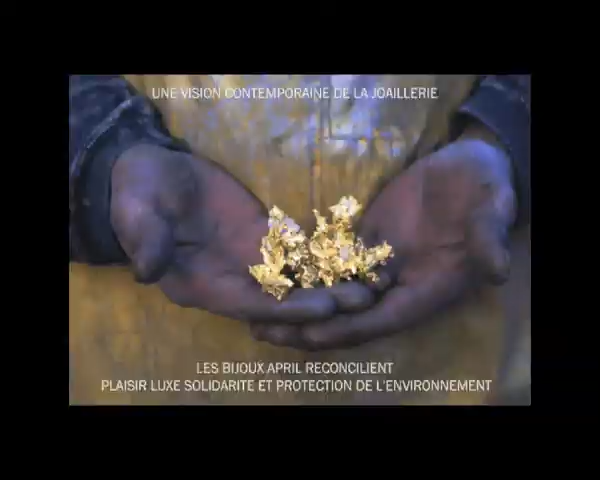 UNE VISION CONTEMPORAINE DE LA JOAILLERIE
LES BIJOUX APRIL RECONCILIENT
PLAISIR LUXE SOLIDARITE ET PROTECTION DE L'ENVIRONNEMENT